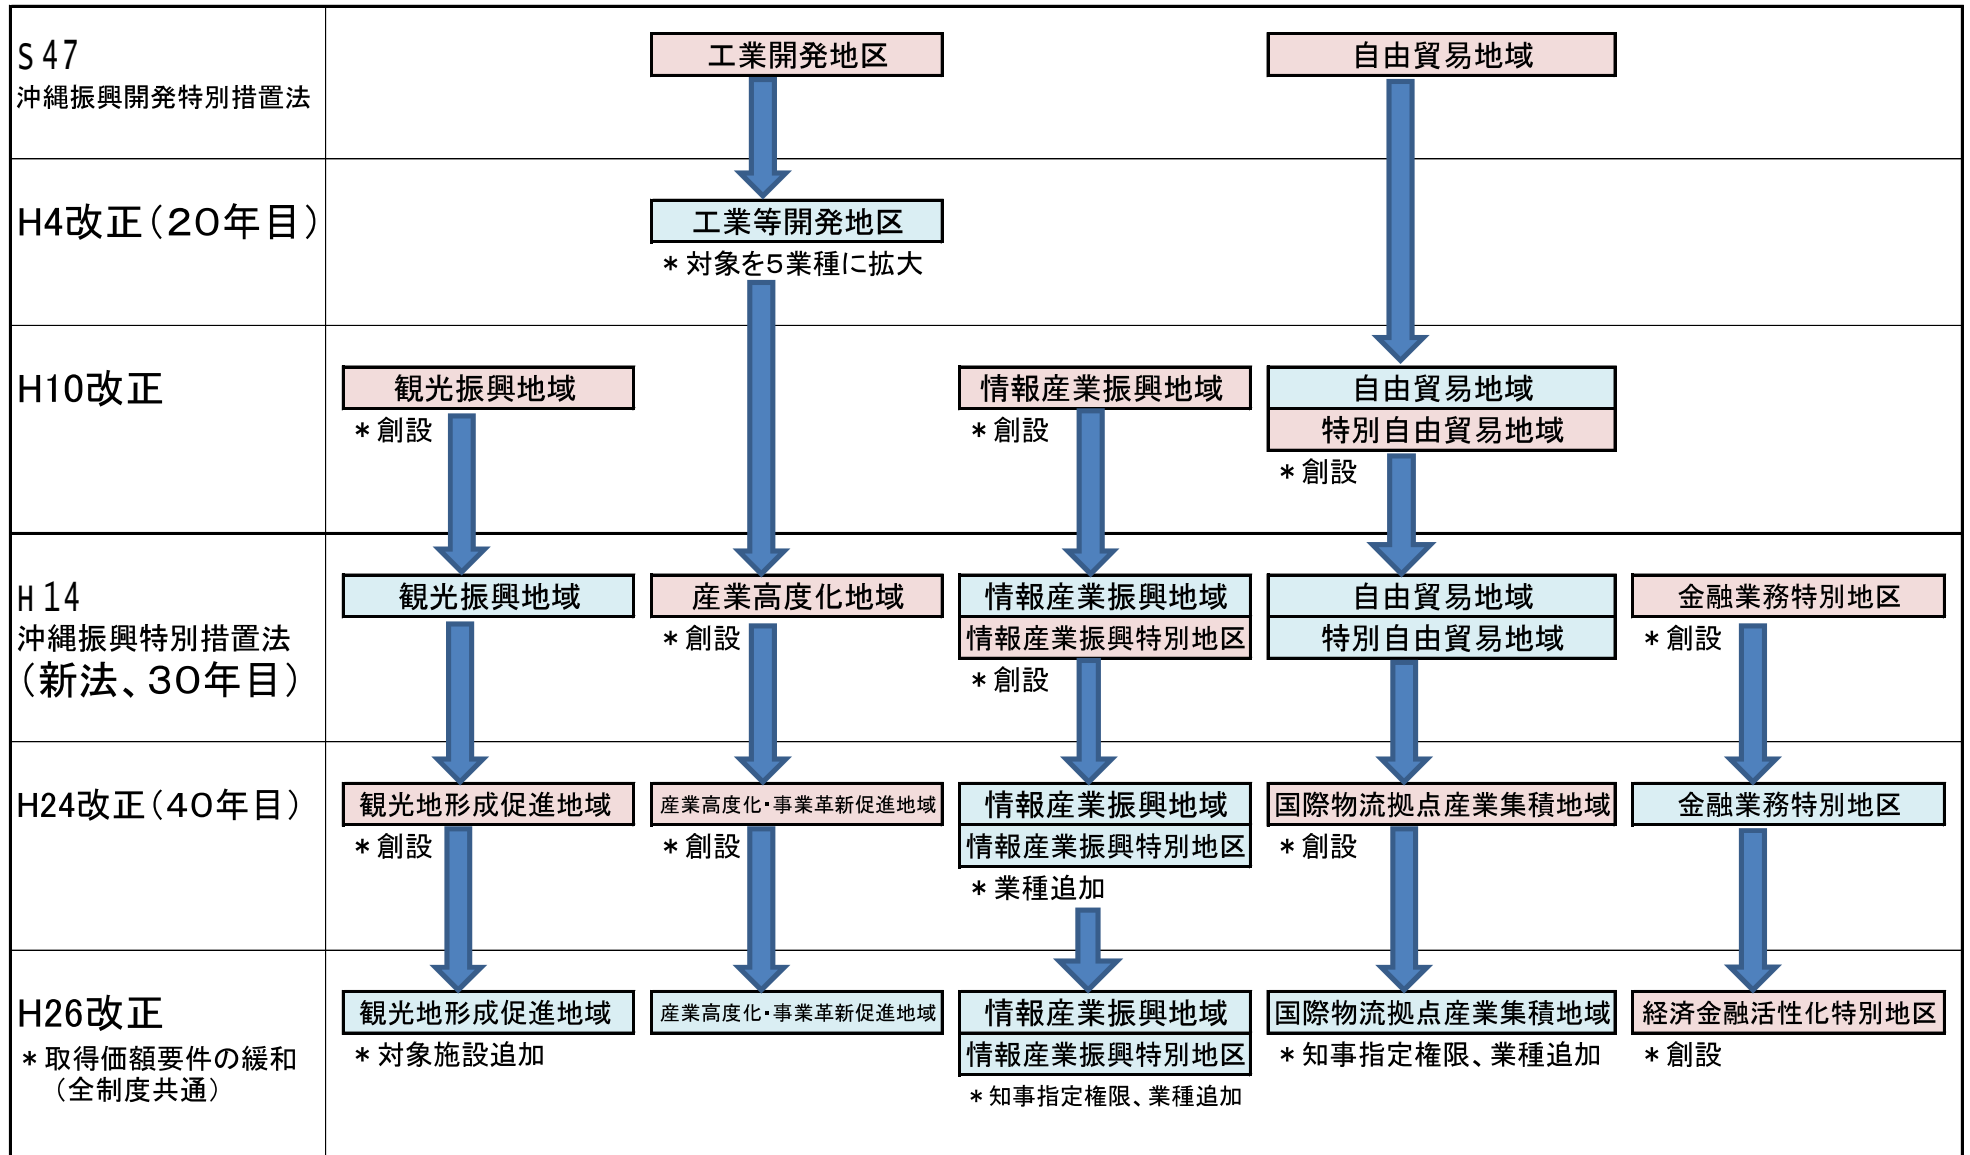 S 47
沖縄振興開発特別措置法
工業開発地区
自由貿易地域
H4改正（20年目）
工業等開発地区
＊対象を5業種に拡大
H10改正
観光振興地域
＊創設
情報産業振興地域
＊創設
自由貿易地域
特別自由貿易地域
＊創設
H 14
沖縄振興特別措置法
（新法、30年目）
観光振興地域
産業高度化地域
＊創設
情報産業振興地域
情報産業振興特別地区
＊創設
自由貿易地域
特別自由貿易地域
金融業務特別地区
＊創設
H24改正（40年目）
観光地形成促進地域
＊創設
産業高度化・事業革新促進地域
＊創設
情報産業振興地域
情報産業振興特別地区
＊業種追加
国際物流拠点産業集積地域
＊創設
金融業務特別地区
H26改正
＊取得価額要件の緩和
（全制度共通）
観光地形成促進地域
＊対象施設追加
産業高度化・事業革新促進地域
情報産業振興地域
情報産業振興特別地区
＊知事指定権限、業種追加
国際物流拠点産業集積地域
＊知事指定権限、業種追加
経済金融活性化特別地区
＊創設